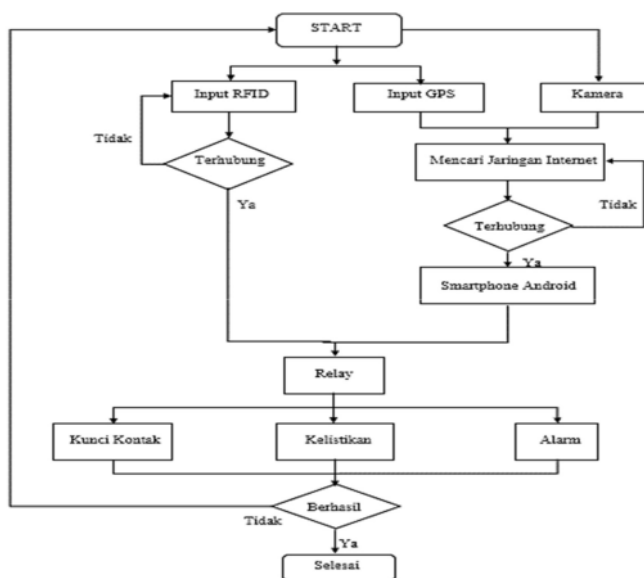 START
Input RFID
Input GPS
Kamera
Tidak
Terhubung
Mencari Jaringan Internet
Ya
Terhubung
Tidak
Ya
Smartphone Android
Relay
Kunci Kontak
Kelistikan
Alarm
Berhasil
Tidak
Ya
Selesai